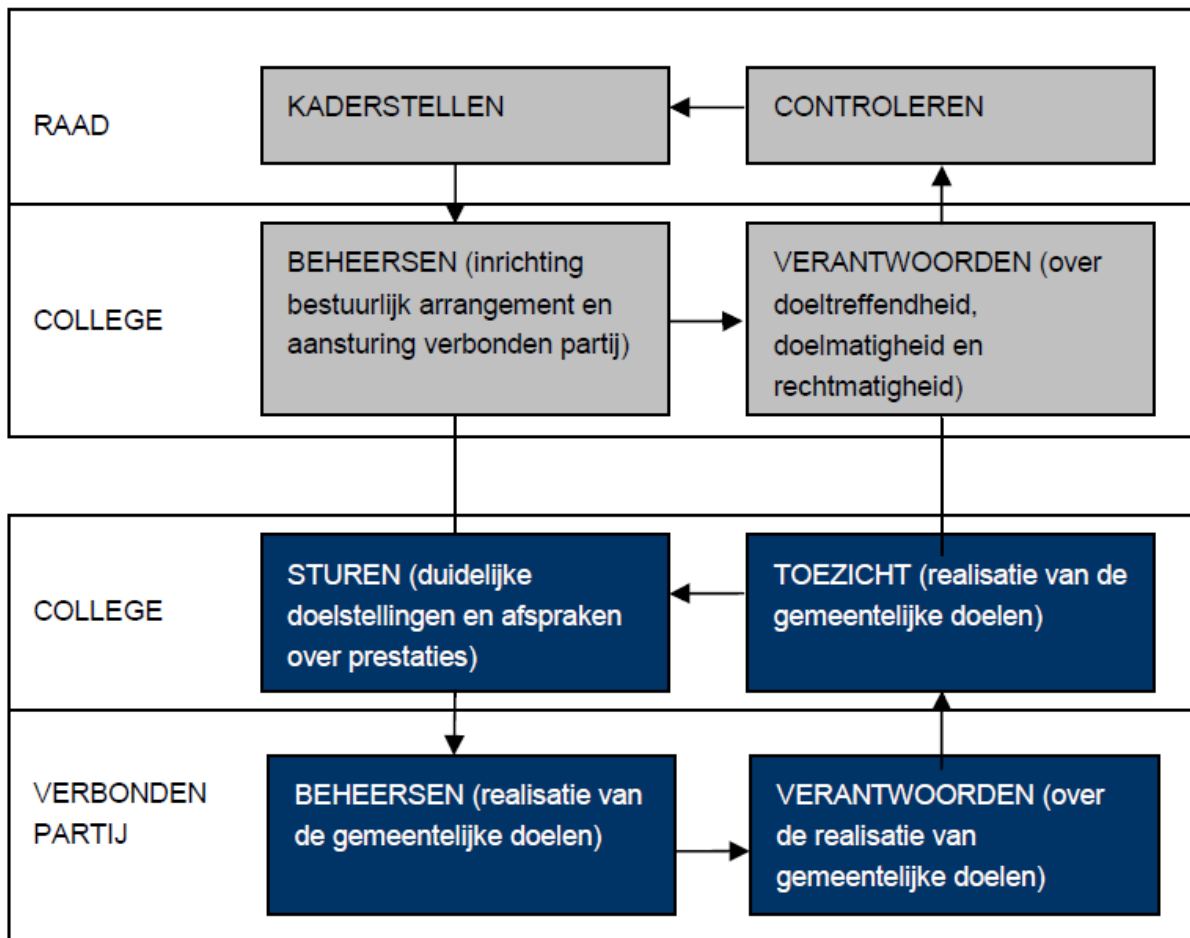 RAAD
KADERSTELLEN
CONTROLEREN
COLLEGE
BEHEERSEN (inrichting
bestuurlijk arrangement en
aansturing verbonden partij)
VERANTWOORDEN (over
doeltreffendheid,
doelmatigheid en
rechtmatigheid)
COLLEGE
STUREN (duidelijke
doelstellingen en afspraken
over prestaties)
TOEZICHT (realisatie van de
gemeentelijke doelen)
VERBONDEN
PARTIJ
BEHEERSEN (realisatie van
de gemeentelijke doelen)
VERANTWOORDEN (over
de realisatie van
gemeentelijke doelen)